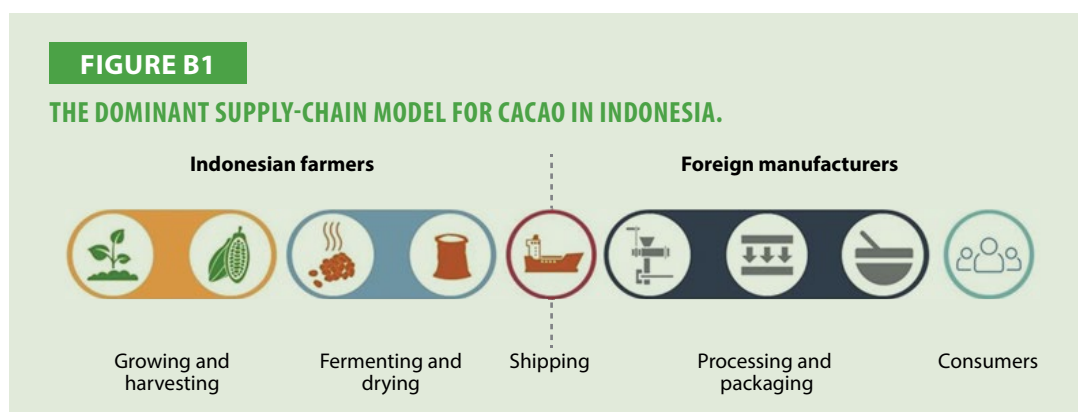 FIGURE B1
THE DOMINANT SUPPLY-CHAIN MODEL FOR CACAO IN INDONESIA.
Indonesian farmers
Foreign manufacturers
Growing and
harvesting
Fermenting and
drying
Shipping
Processing and
packaging
Consumers